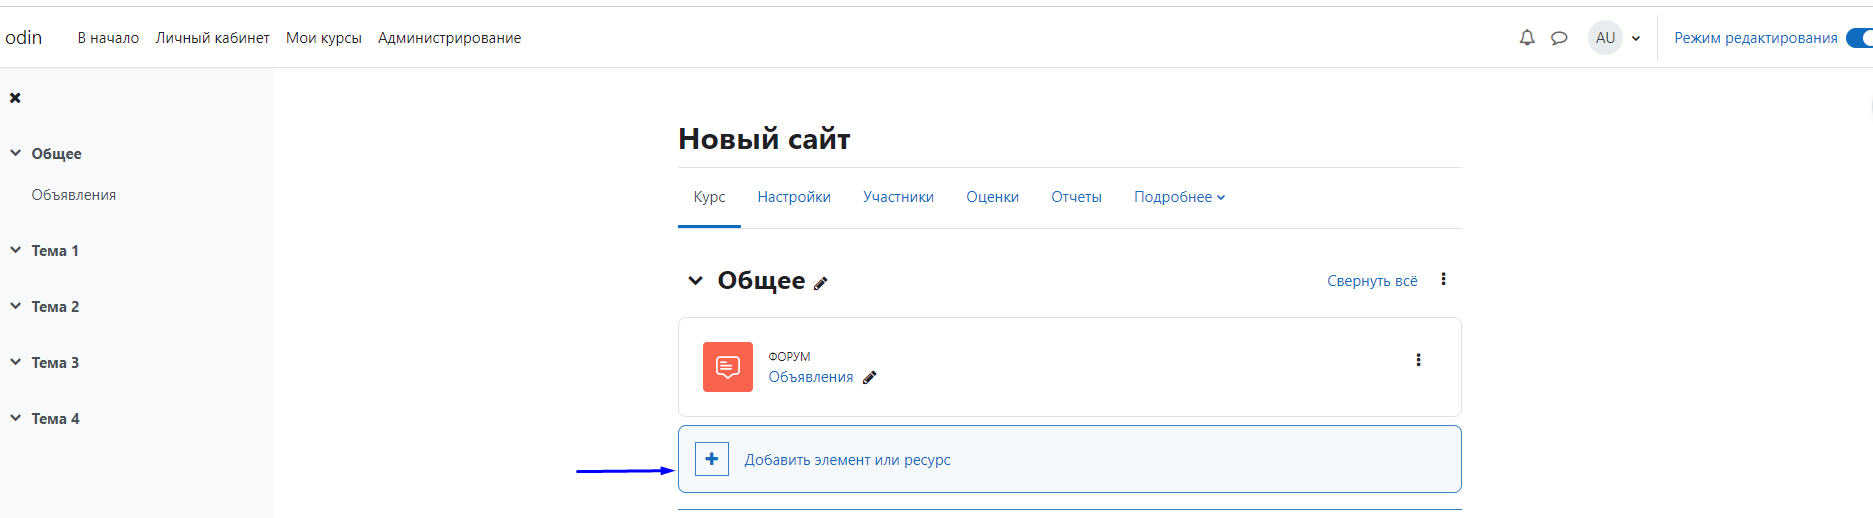 odin В начало Личный кабинет Мои курсы Администрирование AU Режим редактирования
Общее
Объявления
Тема 1
Тема 2
Тема 3
Тема 4
Новый сайт
Курс Настройки Участники Оценки Отчеты Подробнее
Общее Свернуть всё
ФОРУМ
Объявления
Добавить элемент или ресурс